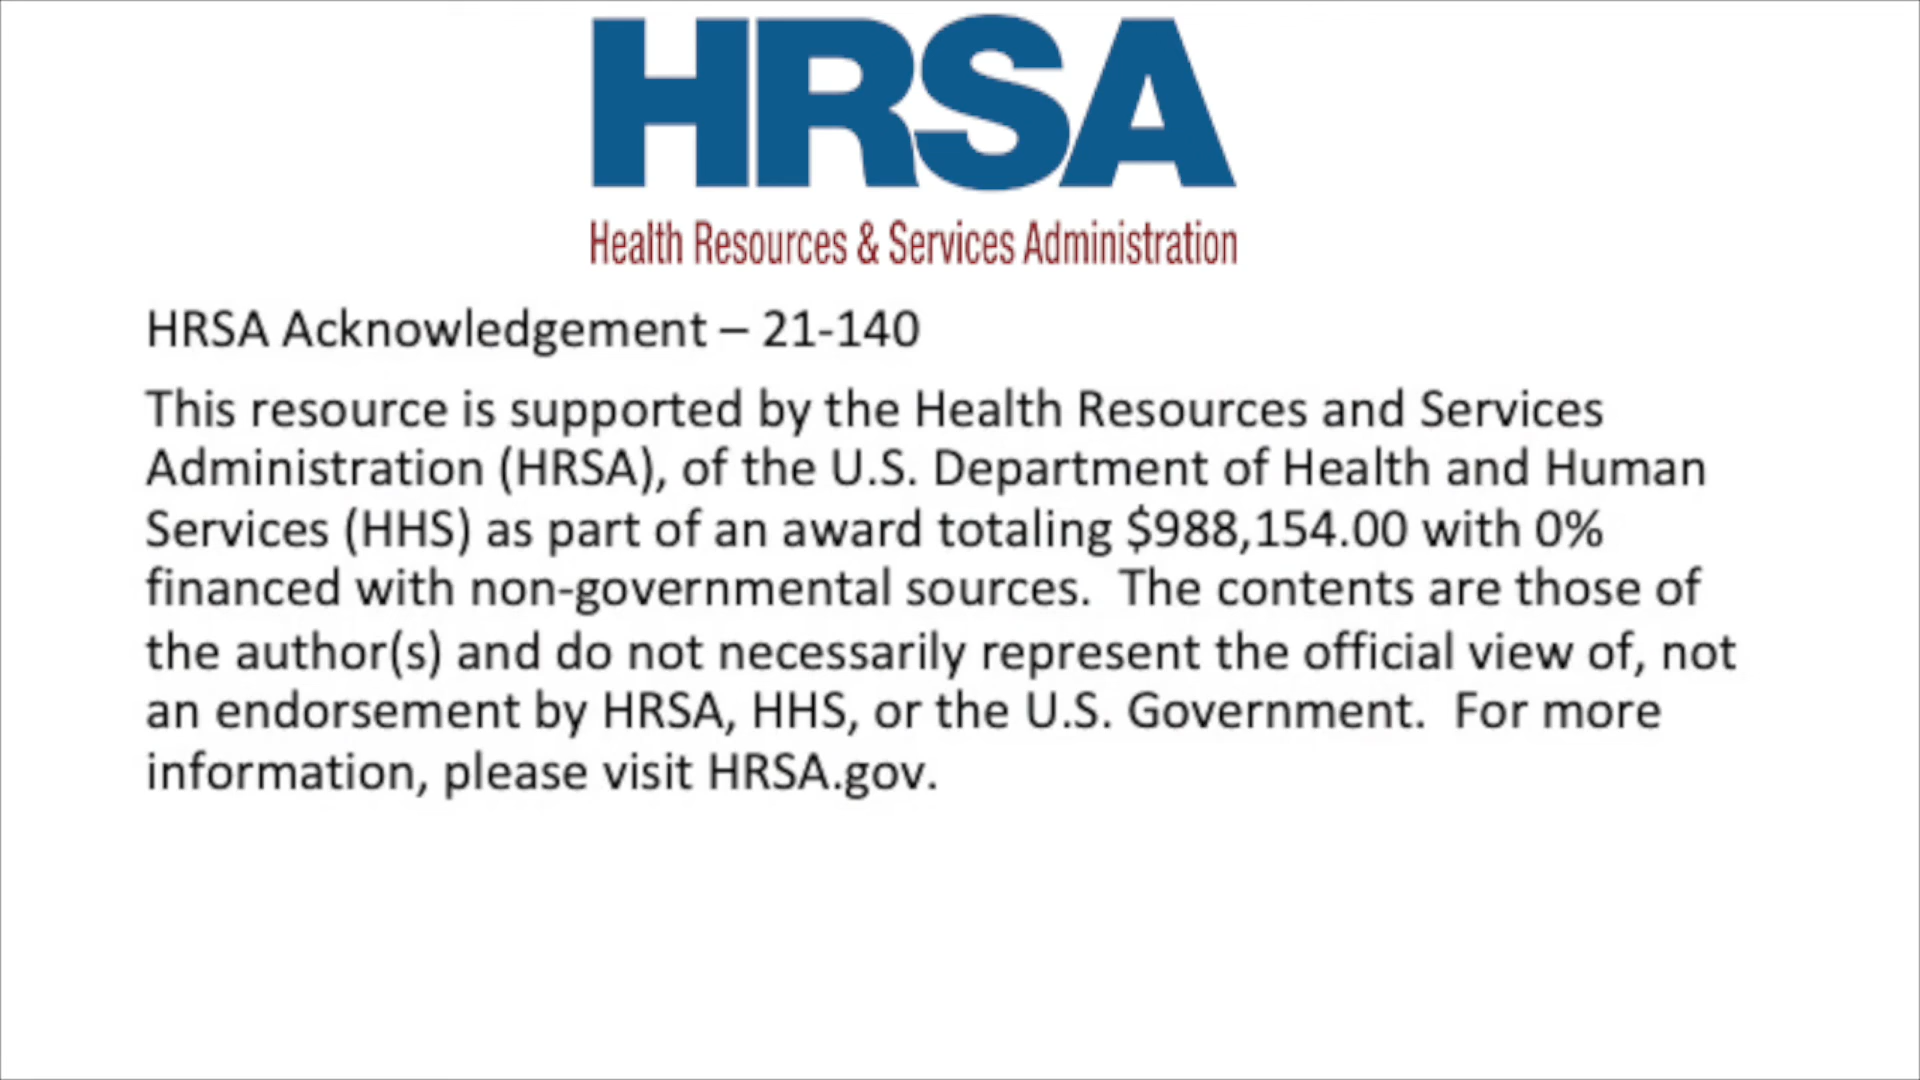 HRSA
Health Resources & Services Administration
HRSA Acknowledgement – 21-140
This resource is supported by the Health Resources and Services
Administration (HRSA), of the U.S. Department of Health and Human
Services (HHS) as part of an award totaling $988,154.00 with 0%
financed with non-governmental sources.  The contents are those of
the author(s) and do not necessarily represent the official view of, not
an endorsement by HRSA, HHS, or the U.S. Government.  For more
information, please visit HRSA.gov.